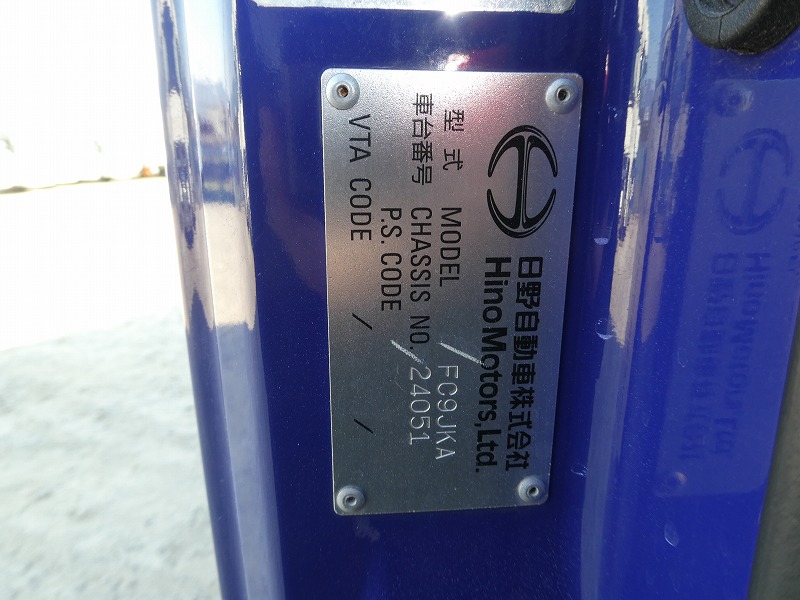 日野自動車株式会社
Hino Motors, Ltd.
型式 MODEL / FC9JKA
車台番号 CHASSIS NO. / 24051
P.S. CODE
VTA CODE / /